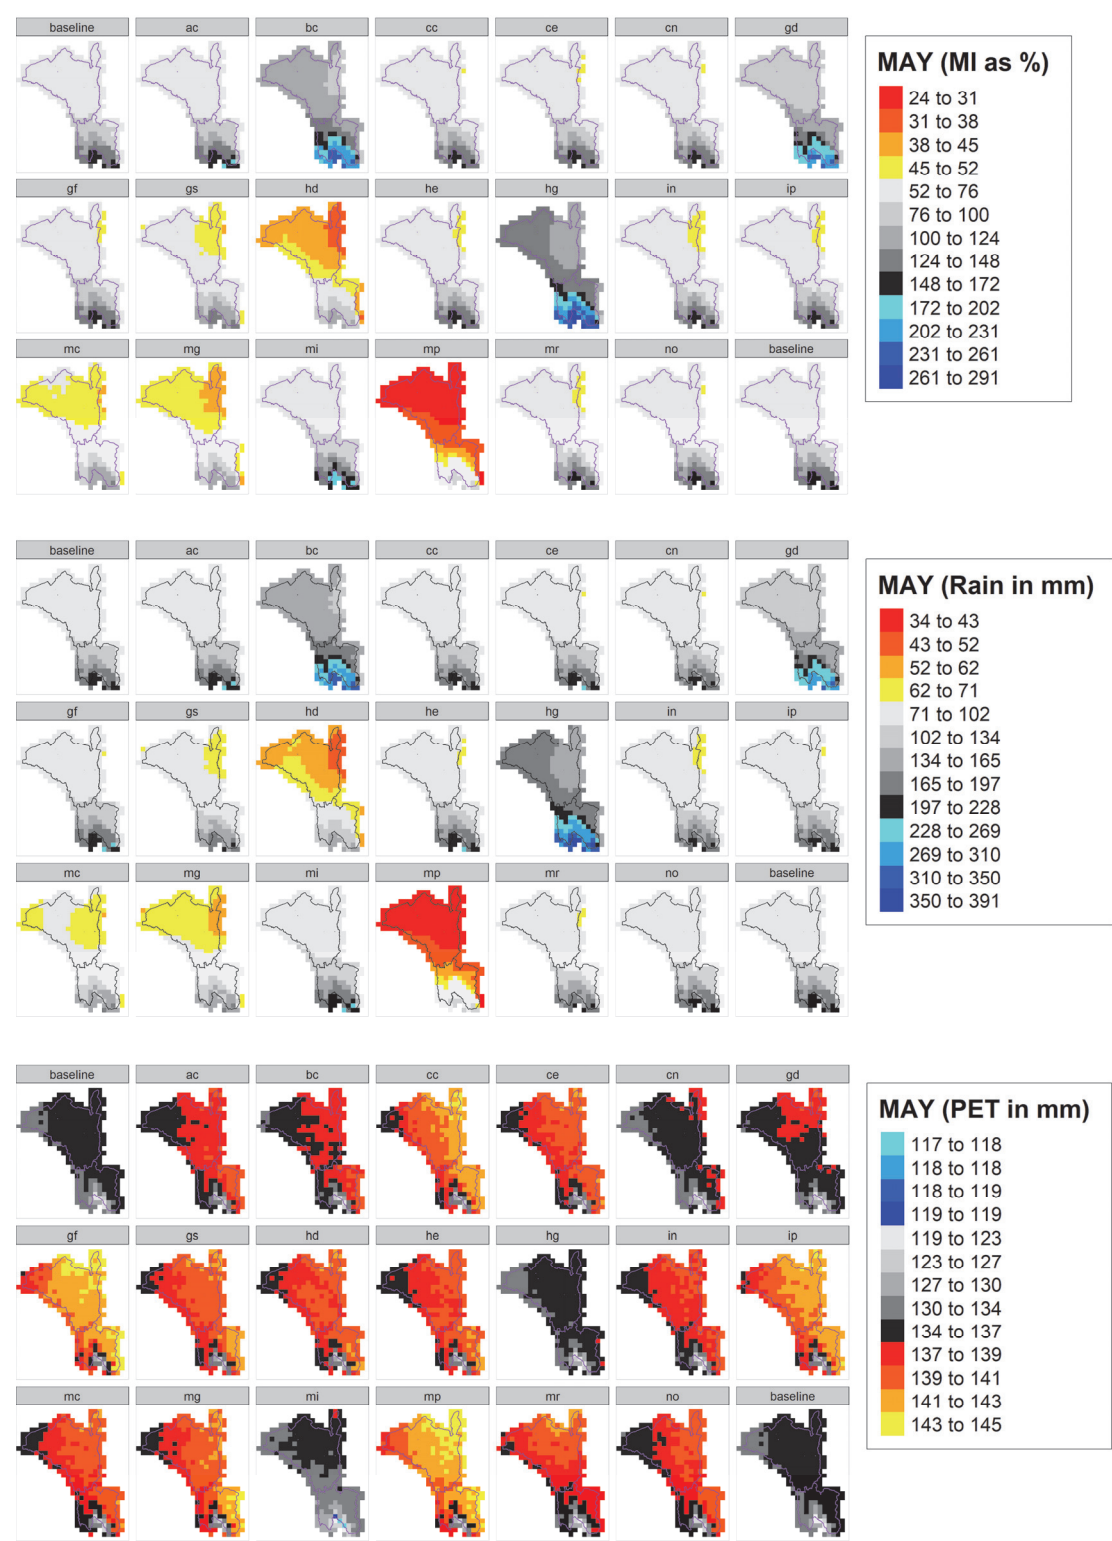 baseline ac bc cc ce cn gd
MAY (MI as %)
24 to 31
31 to 38
38 to 45
45 to 52
52 to 76
76 to 100
100 to 124
124 to 148
148 to 172
172 to 202
202 to 231
231 to 261
261 to 291
gf gs hd he hg in ip
mc mg mi mp mr no baseline
baseline ac bc cc ce cn gd
MAY (Rain in mm)
34 to 43
43 to 52
52 to 62
62 to 71
71 to 102
102 to 134
134 to 165
165 to 197
197 to 228
228 to 269
269 to 310
310 to 350
350 to 391
gf gs hd he hg in ip
mc mg mi mp mr no baseline
baseline ac bc cc ce cn gd
MAY (PET in mm)
117 to 118
118 to 118
118 to 119
119 to 119
119 to 123
123 to 127
127 to 130
130 to 134
134 to 137
137 to 139
139 to 141
141 to 143
143 to 145
gf gs hd he hg in ip
mc mg mi mp mr no baseline